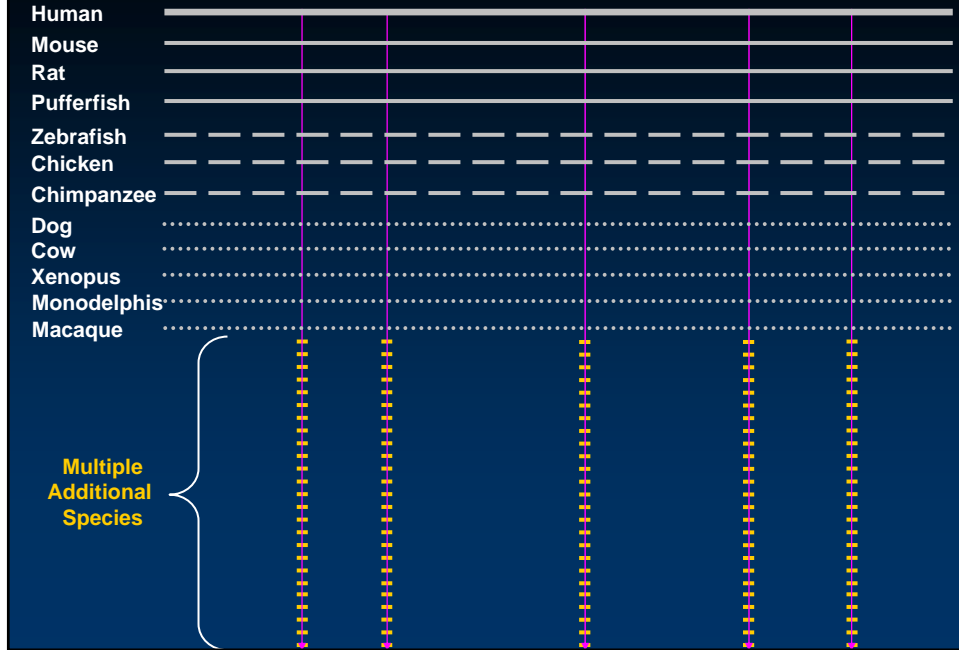 Human
Mouse
Rat
Pufferfish
Zebrafish
Chicken
Chimpanzee
Dog
Cow
Xenopus
Monodelphis
Macaque
Multiple
Additional
Species